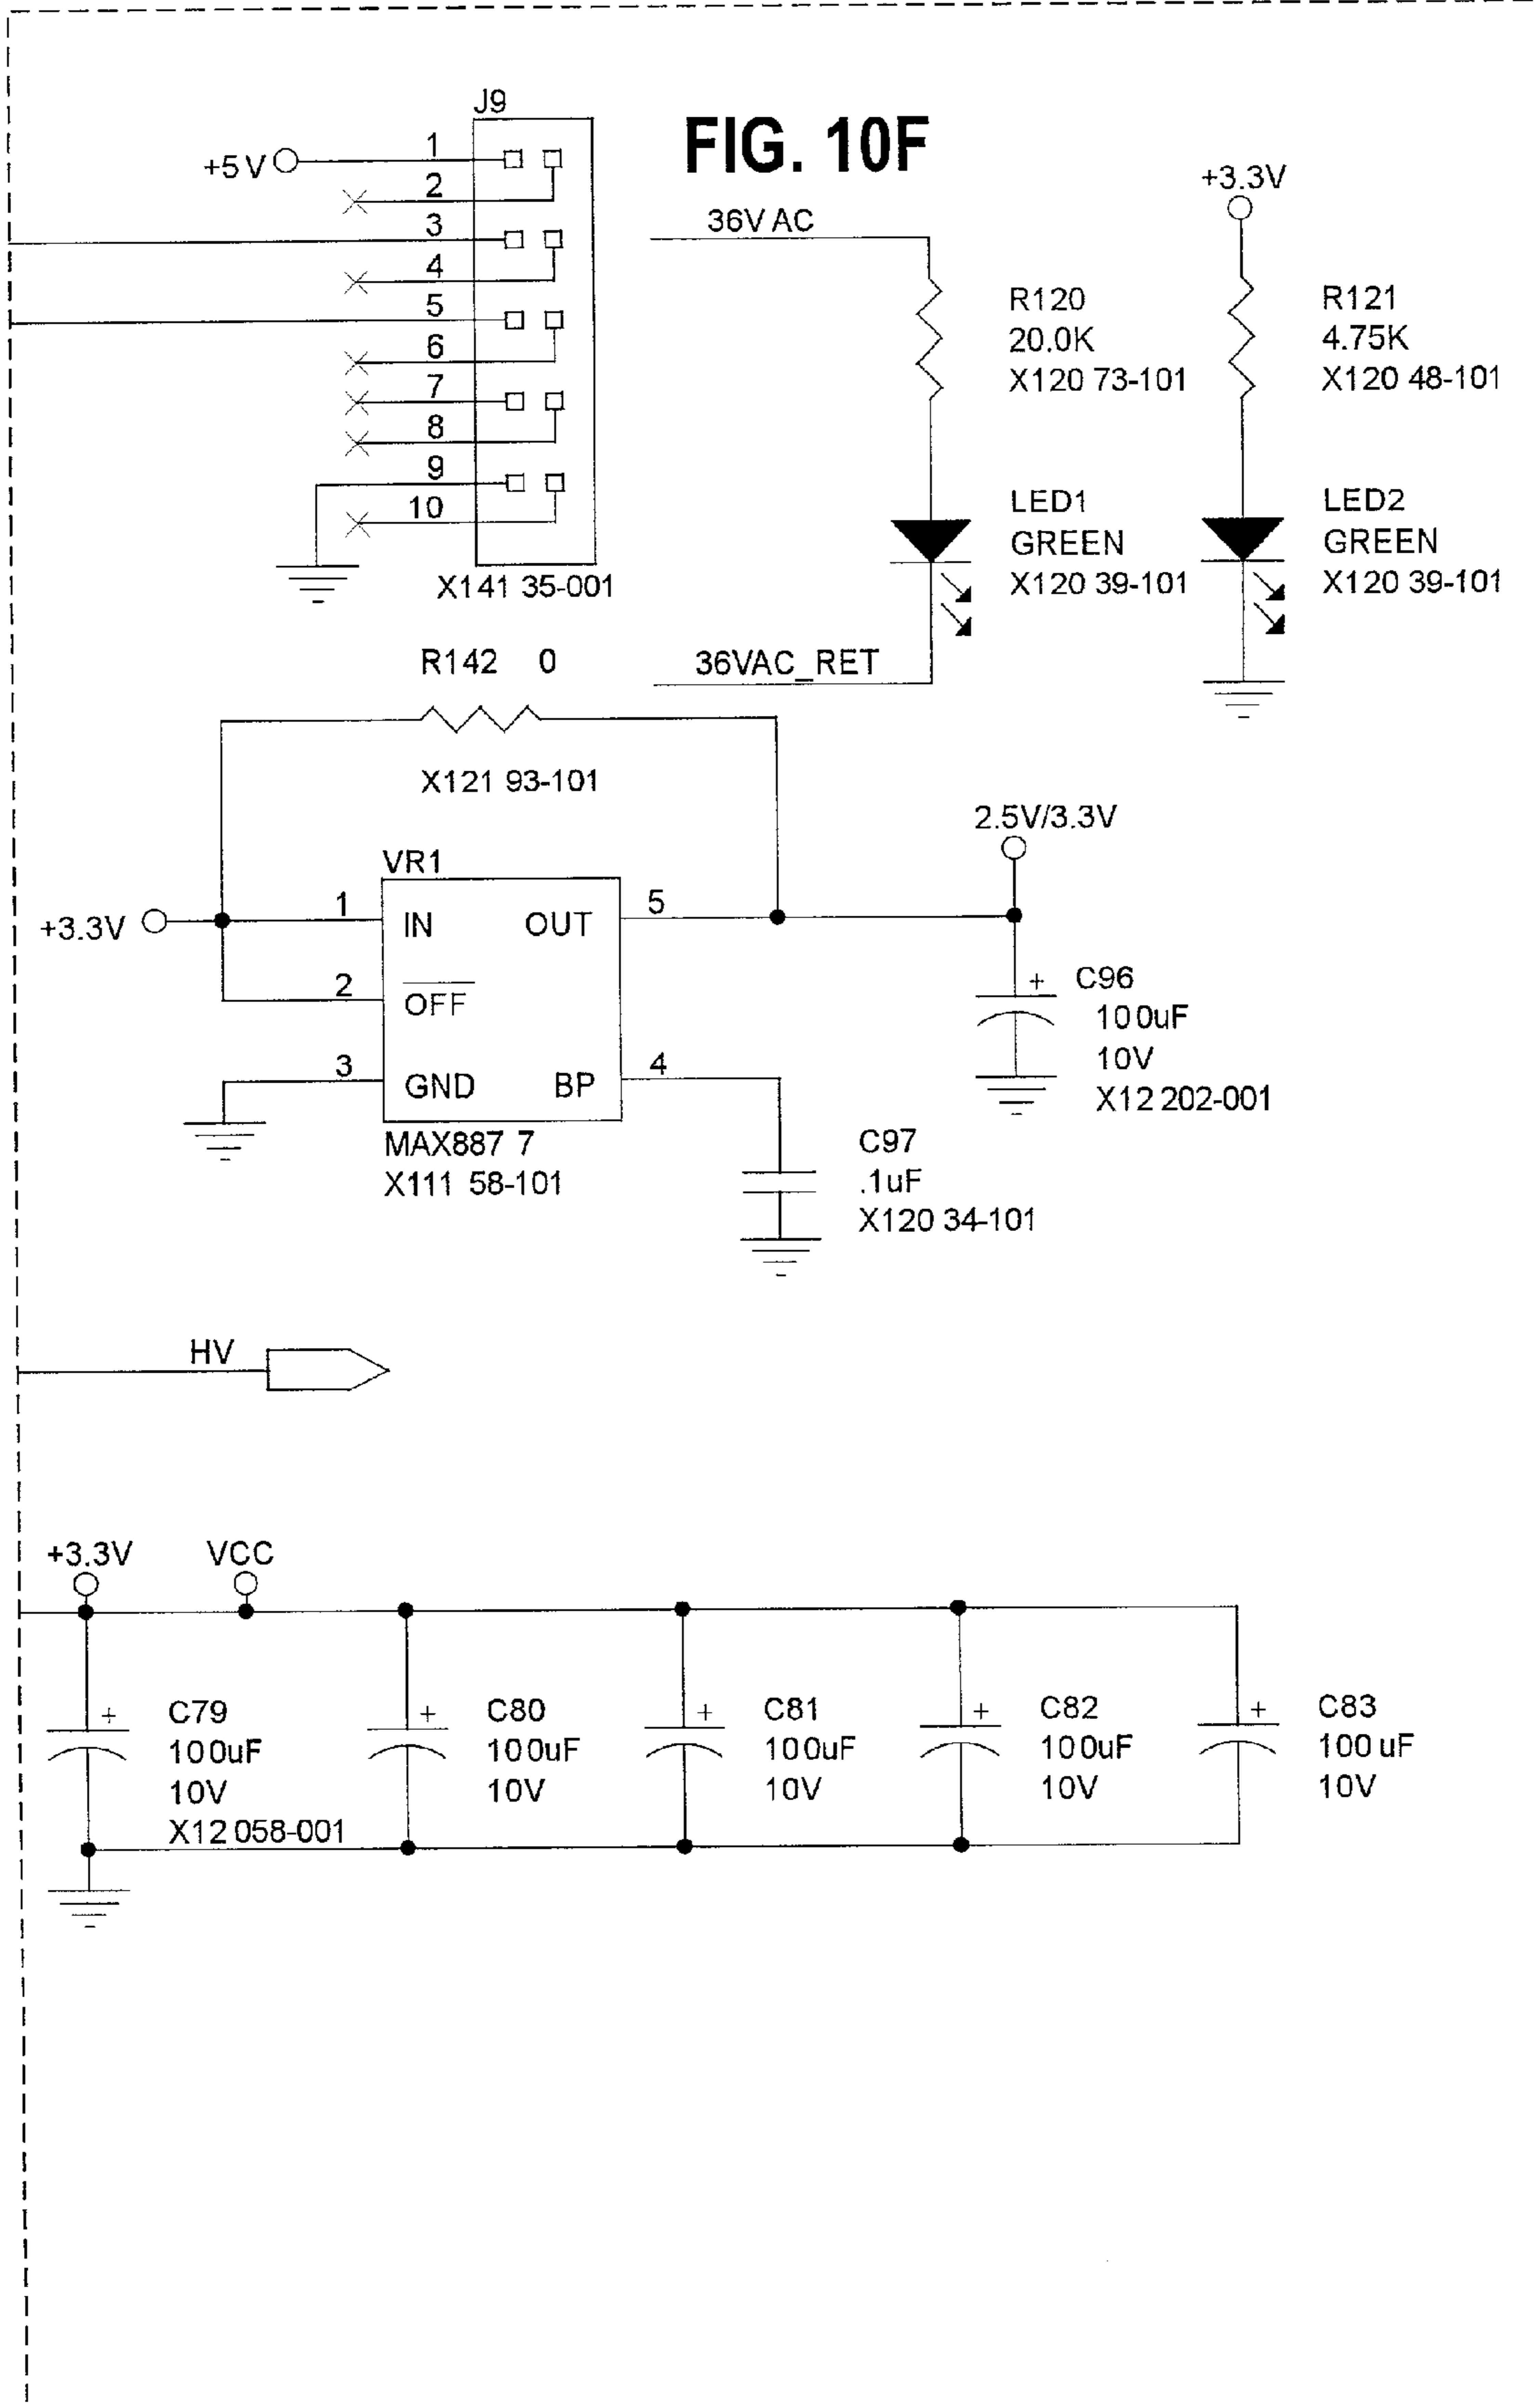 J9
FIG. 10F
+5V
1
2
3
4
5
6
7
8
9
10
X141 35-001
36V AC
R120
20.0K
X120 73-101
LED1
GREEN
X120 39-101
36VAC_RET
+3.3V
R121
4.75K
X120 48-101
LED2
GREEN
X120 39-101
R142 0
X121 93-101
VR1
+3.3V
1
IN
OUT
5
2
OFF
3
GND
BP
4
MAX887 7
X111 58-101
2.5V/3.3V
+
C96
100uF
10V
X12 202-001
C97
.1uF
X120 34-101
HV
+3.3V
VCC
+
C79
100uF
10V
X12 058-001
+
C80
100uF
10V
+
C81
100uF
10V
+
C82
100uF
10V
+
C83
100 uF
10V